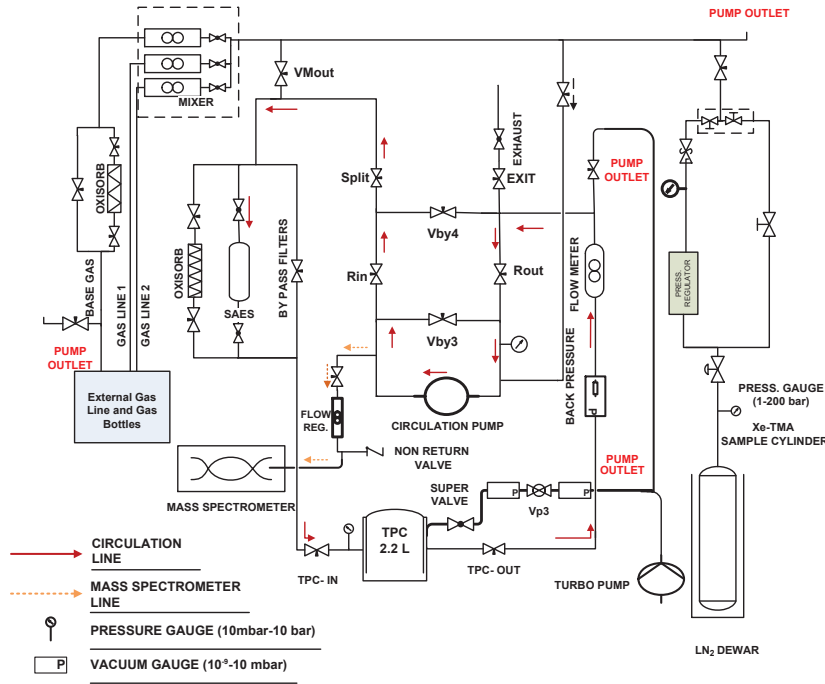 PUMP OUTLET
VMout
MIXER
OXISORB
BASE GAS
GAS LINE 1
GAS LINE 2
PUMP
OUTLET
External Gas
Line and Gas
Bottles
OXISORB
SAES
BY PASS FILTERS
Split
EXHAUST
EXIT
Vby4
Rin
Rout
Vby3
CIRCULATION PUMP
PUMP
OUTLET
FLOW METER
BACK PRESSURE
P
PRESS.
REGULATOR
PRESS. GAUGE
(1-200 bar)
Xe-TMA
SAMPLE CYLINDER
FLOW
REG.
NON RETURN
VALVE
MASS SPECTROMETER
SUPER
VALVE
P
Vp3
P
PUMP
OUTLET
TPC
2.2 L
TPC- IN
TPC- OUT
TURBO PUMP
LN₂ DEWAR
CIRCULATION
LINE
MASS SPECTROMETER
LINE
PRESSURE GAUGE (10mbar-10 bar)
P
VACUUM GAUGE (10⁻⁹-10 mbar)